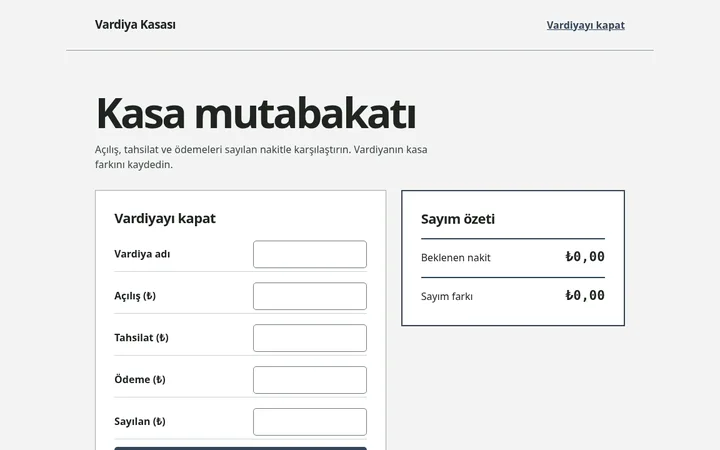 Vardiya Kasası
Vardiyayı kapat
Kasa mutabakatı
Açılış, tahsilat ve ödemeleri sayılan nakitle karşılaştırın. Vardiyanın kasa
farkını kaydedin.
Vardiyayı kapat
Vardiya adı
Açılış (₺)
Tahsilat (₺)
Ödeme (₺)
Sayılan (₺)
Sayım özeti
Beklenen nakit ₺0,00
Sayım farkı ₺0,00